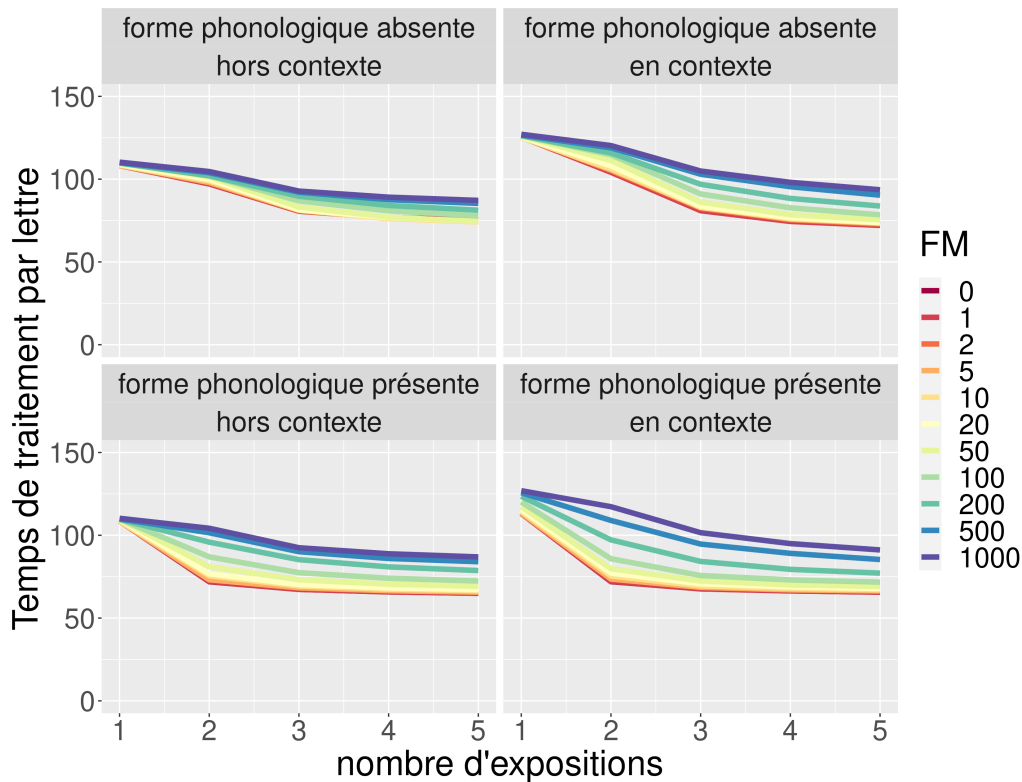 forme phonologique absente
hors contexte
forme phonologique absente
en contexte
150
100
50
0
forme phonologique présente
hors contexte
forme phonologique présente
en contexte
150
100
50
0
1 2 3 4 5
1 2 3 4 5
nombre d'expositions
Temps de traitement par lettre
FM
0
1
2
5
10
20
50
100
200
500
1000